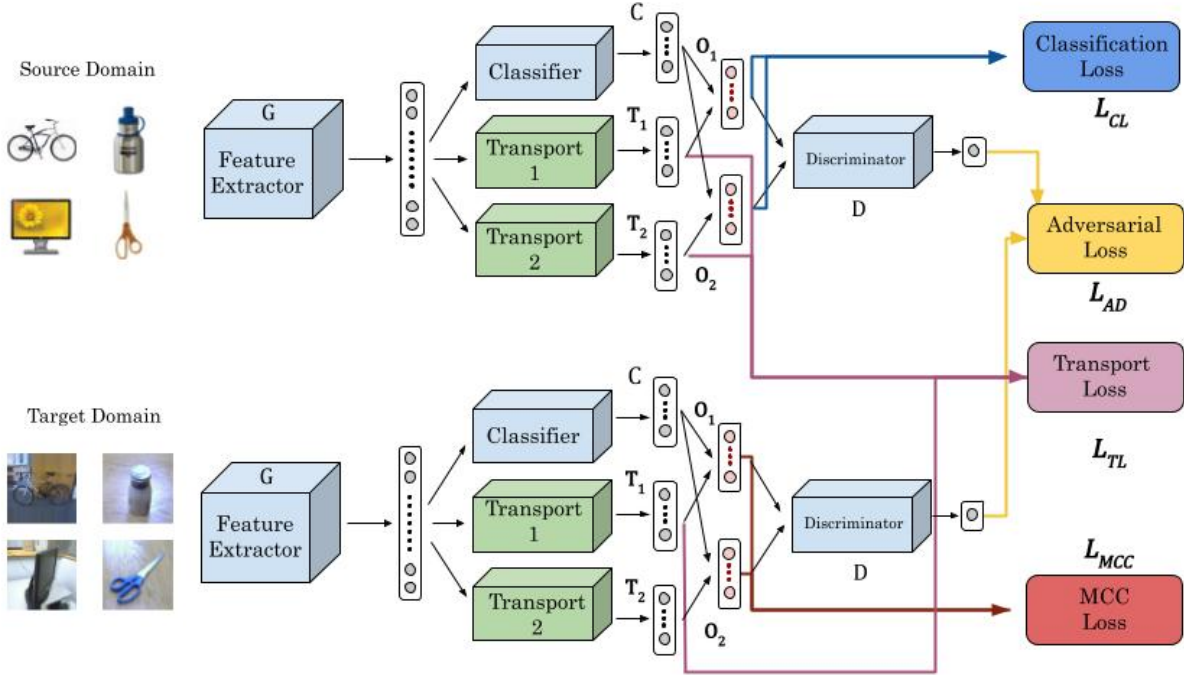 Source Domain
G
Feature
Extractor
Classifier
C
Transport
1
T1
Transport
2
T2
O1
O2
Discriminator
D
Classification
Loss
LCL
Adversarial
Loss
LAD
Transport
Loss
LTL
Target Domain
G
Feature
Extractor
Classifier
C
Transport
1
T1
Transport
2
T2
O1
O2
Discriminator
D
LMCC
MCC
Loss